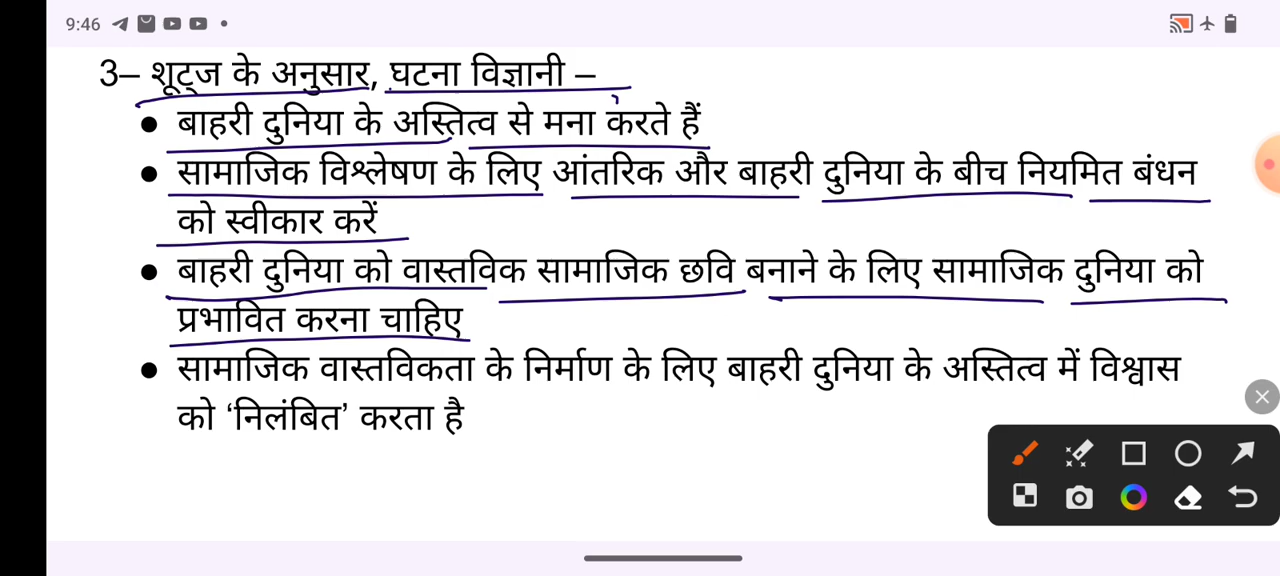 9:46
3– शूट्ज के अनुसार, घटना विज्ञानी –
● बाहरी दुनिया के अस्तित्व से मना करते हैं
● सामाजिक विश्लेषण के लिए आंतरिक और बाहरी दुनिया के बीच नियमित बंधन
को स्वीकार करें
● बाहरी दुनिया को वास्तविक सामाजिक छवि बनाने के लिए सामाजिक दुनिया को
प्रभावित करना चाहिए
● सामाजिक वास्तविकता के निर्माण के लिए बाहरी दुनिया के अस्तित्व में विश्वास
को ‘निलंबित’ करता है